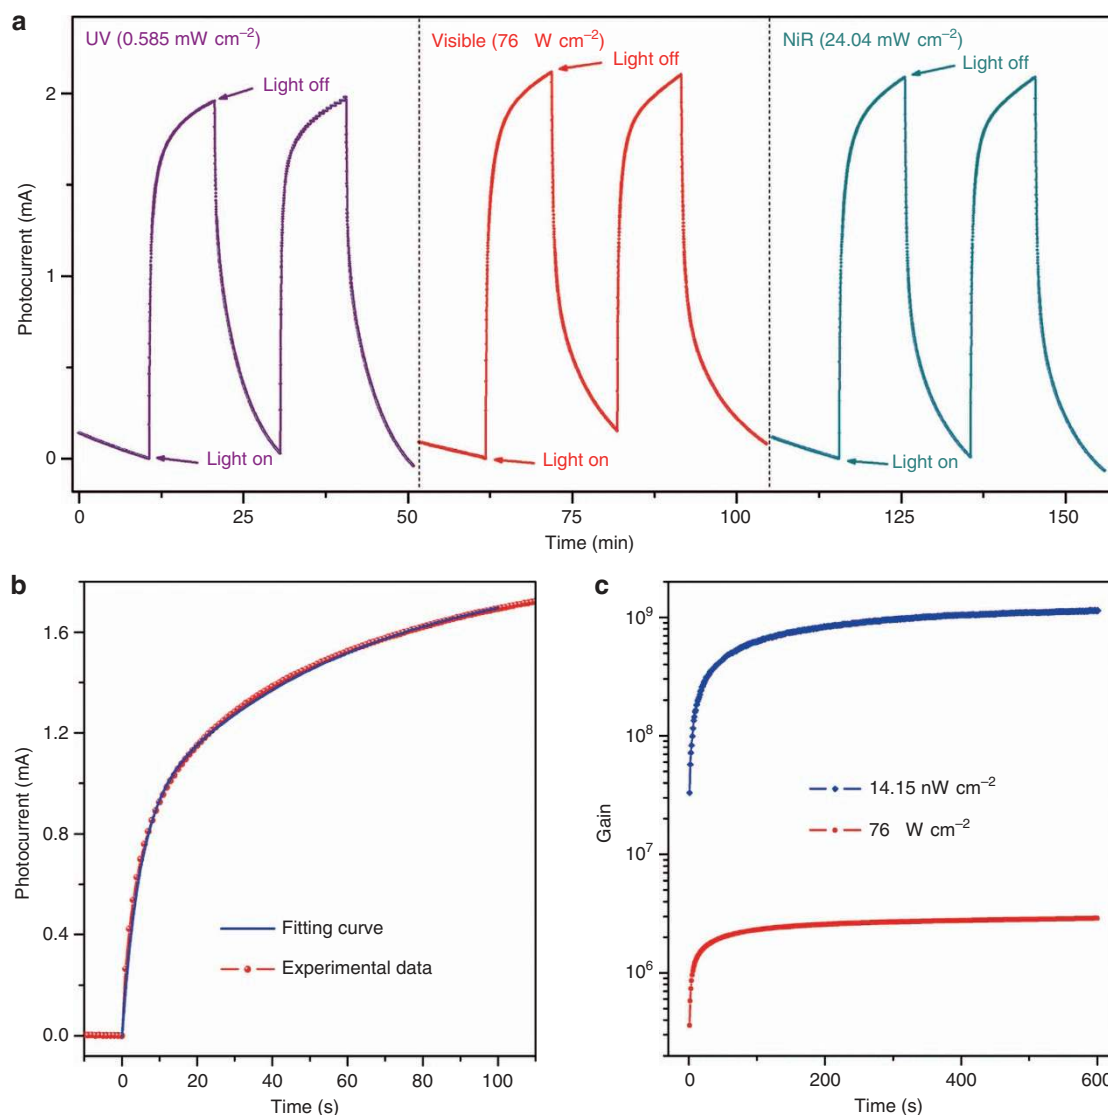 a
UV (0.585 mW cm⁻²)
Visible (76 W cm⁻²)
NiR (24.04 mW cm⁻²)
Light off
Light off
Light off
2
1
0
Photocurrent (mA)
Light on
Light on
Light on
0
25
50
75
100
125
150
Time (min)
b
1.6
1.2
0.8
0.4
0.0
Photocurrent (mA)
Fitting curve
Experimental data
0
20
40
60
80
100
Time (s)
c
10⁹
10⁸
10⁷
10⁶
Gain
14.15 nW cm⁻²
76 W cm⁻²
0
200
400
600
Time (s)